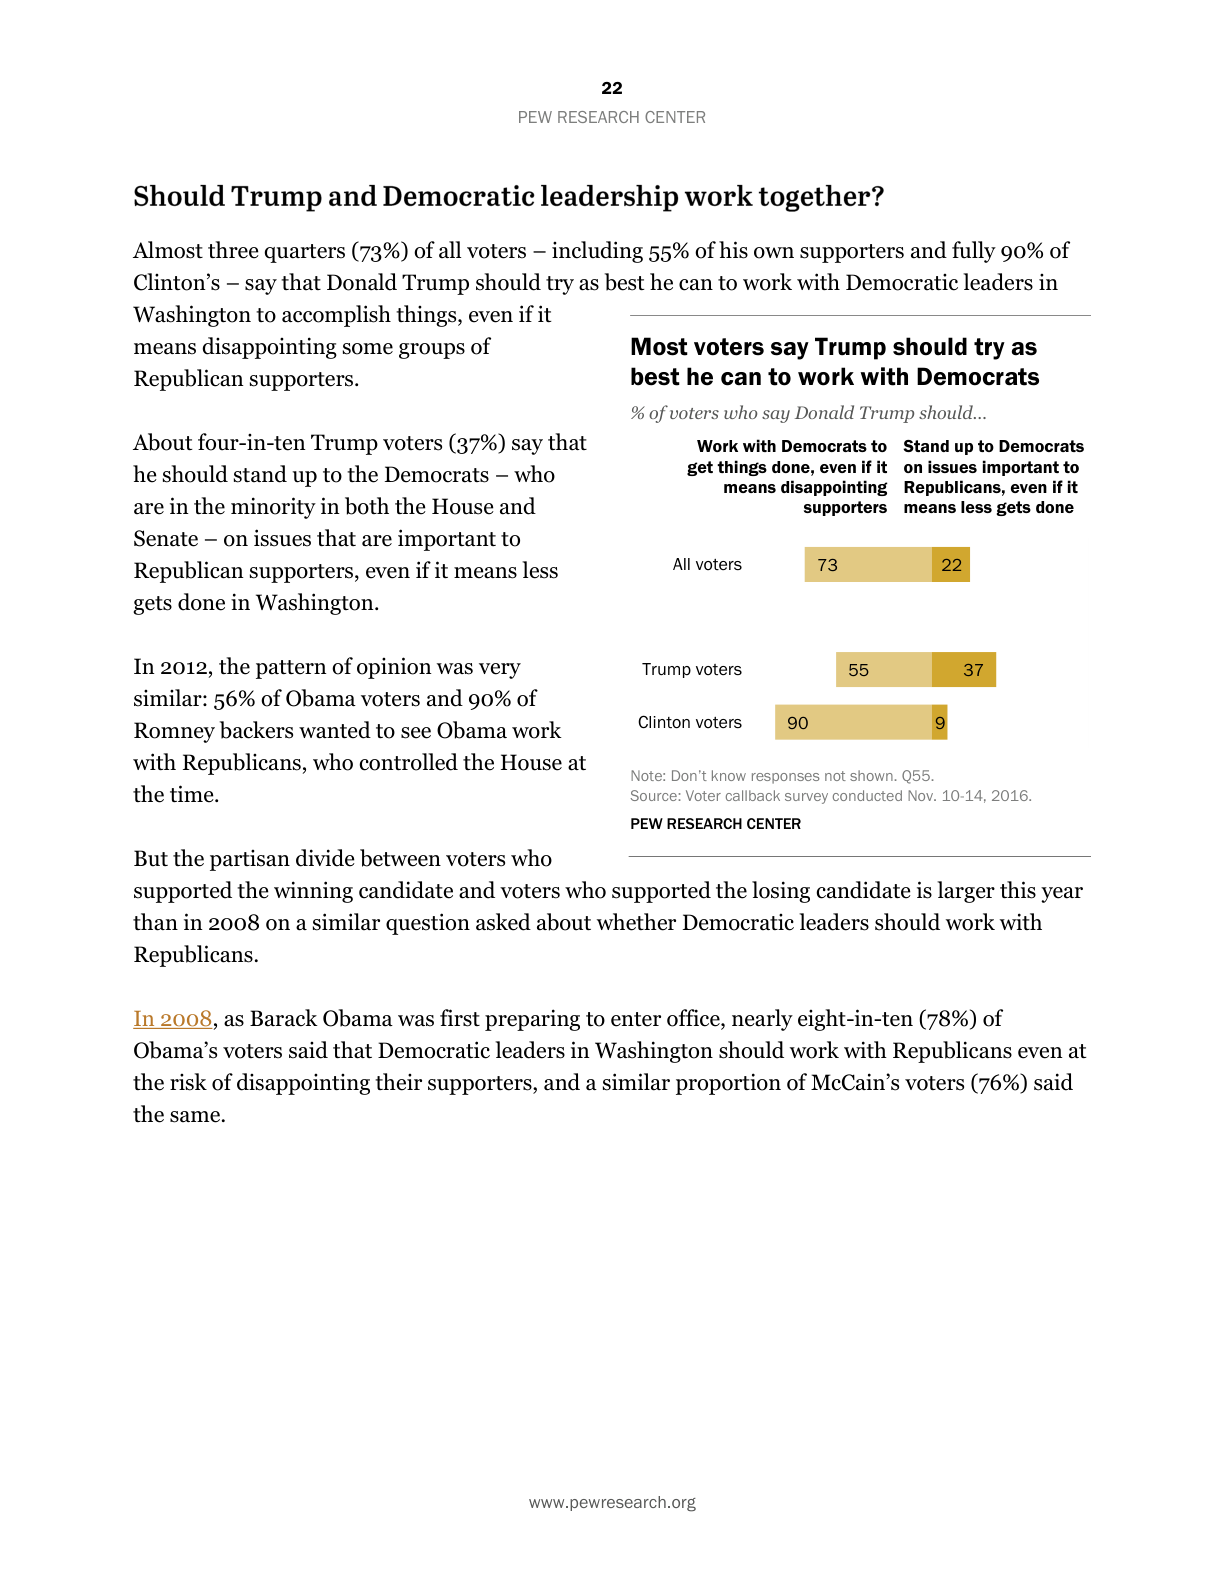 22
PEW RESEARCH CENTER
Should Trump and Democratic leadership work together?
Almost three quarters (73%) of all voters – including 55% of his own supporters and fully 90% of
Clinton’s – say that Donald Trump should try as best he can to work with Democratic leaders in
Washington to accomplish things, even if it
means disappointing some groups of
Republican supporters.
About four-in-ten Trump voters (37%) say that
he should stand up to the Democrats – who
are in the minority in both the House and
Senate – on issues that are important to
Republican supporters, even if it means less
gets done in Washington.
In 2012, the pattern of opinion was very
similar: 56% of Obama voters and 90% of
Romney backers wanted to see Obama work
with Republicans, who controlled the House at
the time.
Most voters say Trump should try as
best he can to work with Democrats
% of voters who say Donald Trump should...
Work with Democrats to
get things done, even if it
means disappointing
supporters
Stand up to Democrats
on issues important to
Republicans, even if it
means less gets done
All voters 73 22
Trump voters 55 37
Clinton voters 90 9
Note: Don’t know responses not shown. Q55.
Source: Voter callback survey conducted Nov. 10-14, 2016.
PEW RESEARCH CENTER
But the partisan divide between voters who
supported the winning candidate and voters who supported the losing candidate is larger this year
than in 2008 on a similar question asked about whether Democratic leaders should work with
Republicans.
In 2008, as Barack Obama was first preparing to enter office, nearly eight-in-ten (78%) of
Obama’s voters said that Democratic leaders in Washington should work with Republicans even at
the risk of disappointing their supporters, and a similar proportion of McCain’s voters (76%) said
the same.
www.pewresearch.org